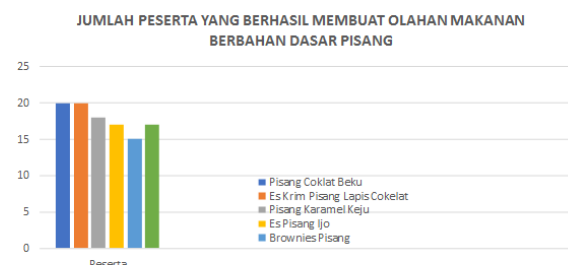 JUMLAH PESERTA YANG BERHASIL MEMBUAT OLAHAN MAKANAN
BERBAHAN DASAR PISANG
25
20
15
10
5
0
Pisang Coklat Beku
Es Krim Pisang Lapis Cokelat
Pisang Karamel Keju
Es Pisang Ijo
Brownies Pisang
Peserta